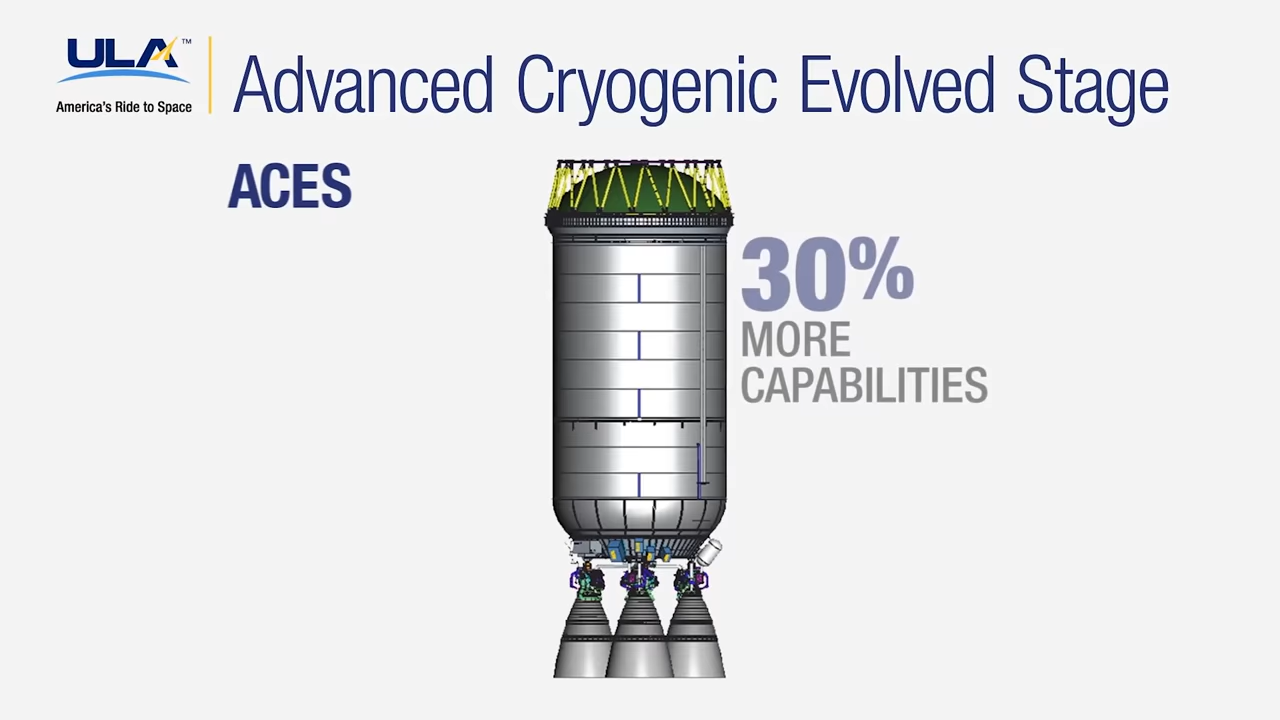 ULA™
America's Ride to Space
Advanced Cryogenic Evolved Stage
ACES
30%
MORE
CAPABILITIES